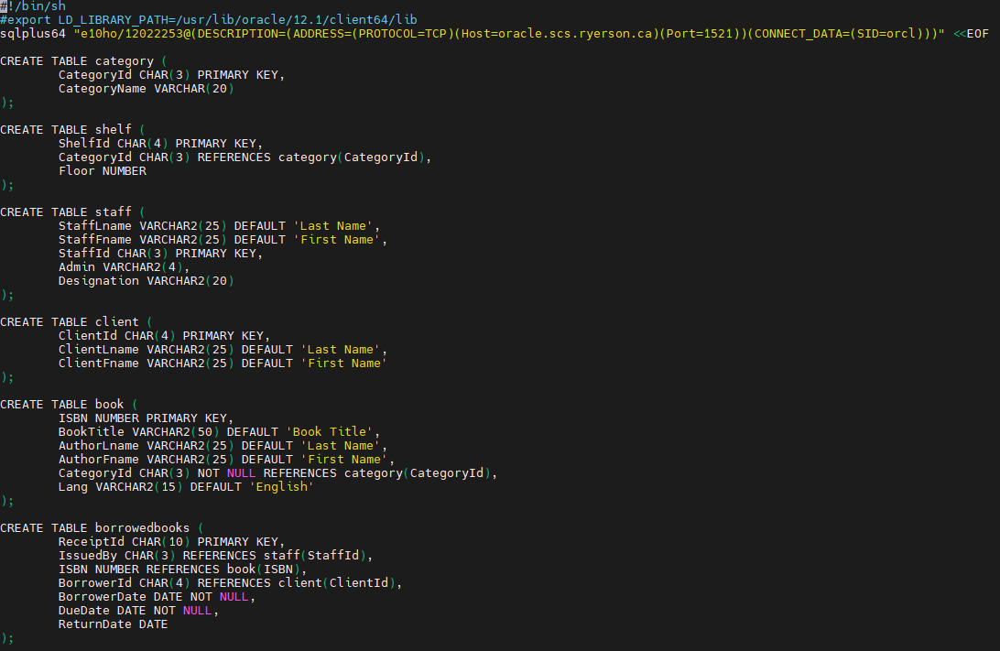 #!/bin/sh
#export LD_LIBRARY_PATH=/usr/lib/oracle/12.1/client64/lib
sqlplus64 "e10ho/12022253@(DESCRIPTION=(ADDRESS=(PROTOCOL=TCP)(Host=oracle.scs.ryerson.ca)(Port=1521))(CONNECT_DATA=(SID=orcl)))" <<EOF

CREATE TABLE category (
        CategoryId CHAR(3) PRIMARY KEY,
        CategoryName VARCHAR(20)
);

CREATE TABLE shelf (
        ShelfId CHAR(4) PRIMARY KEY,
        CategoryId CHAR(3) REFERENCES category(CategoryId),
        Floor NUMBER
);

CREATE TABLE staff (
        StaffLname VARCHAR2(25) DEFAULT 'Last Name',
        StaffFname VARCHAR2(25) DEFAULT 'First Name',
        StaffId CHAR(3) PRIMARY KEY,
        Admin VARCHAR2(4),
        Designation VARCHAR2(20)
);

CREATE TABLE client (
        ClientId CHAR(4) PRIMARY KEY,
        ClientLname VARCHAR2(25) DEFAULT 'Last Name',
        ClientFname VARCHAR2(25) DEFAULT 'First Name'
);

CREATE TABLE book (
        ISBN NUMBER PRIMARY KEY,
        BookTitle VARCHAR2(50) DEFAULT 'Book Title',
        AuthorLname VARCHAR2(25) DEFAULT 'Last Name',
        AuthorFname VARCHAR2(25) DEFAULT 'First Name',
        CategoryId CHAR(3) NOT NULL REFERENCES category(CategoryId),
        Lang VARCHAR2(15) DEFAULT 'English'
);

CREATE TABLE borrowedbooks (
        ReceiptId CHAR(10) PRIMARY KEY,
        IssuedBy CHAR(3) REFERENCES staff(StaffId),
        ISBN NUMBER REFERENCES book(ISBN),
        BorrowerId CHAR(4) REFERENCES client(ClientId),
        BorrowerDate DATE NOT NULL,
        DueDate DATE NOT NULL,
        ReturnDate DATE
);